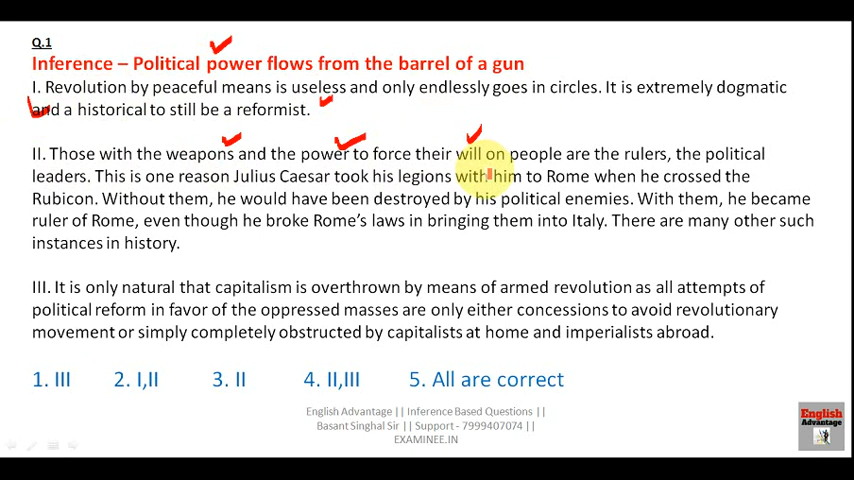 Q.1
Inference – Political power flows from the barrel of a gun
I. Revolution by peaceful means is useless and only endlessly goes in circles. It is extremely dogmatic
and a historical to still be a reformist.
II. Those with the weapons and the power to force their will on people are the rulers, the political
leaders. This is one reason Julius Caesar took his legions with him to Rome when he crossed the
Rubicon. Without them, he would have been destroyed by his political enemies. With them, he became
ruler of Rome, even though he broke Rome's laws in bringing them into Italy. There are many other such
instances in history.
III. It is only natural that capitalism is overthrown by means of armed revolution as all attempts of
political reform in favor of the oppressed masses are only either concessions to avoid revolutionary
movement or simply completely obstructed by capitalists at home and imperialists abroad.
1. III 2. I,II 3. II 4. II,III 5. All are correct
English Advantage || Inference Based Questions ||
Basant Singhal Sir || Support - 7999407074 ||
EXAMINEE.IN
English
Advantage